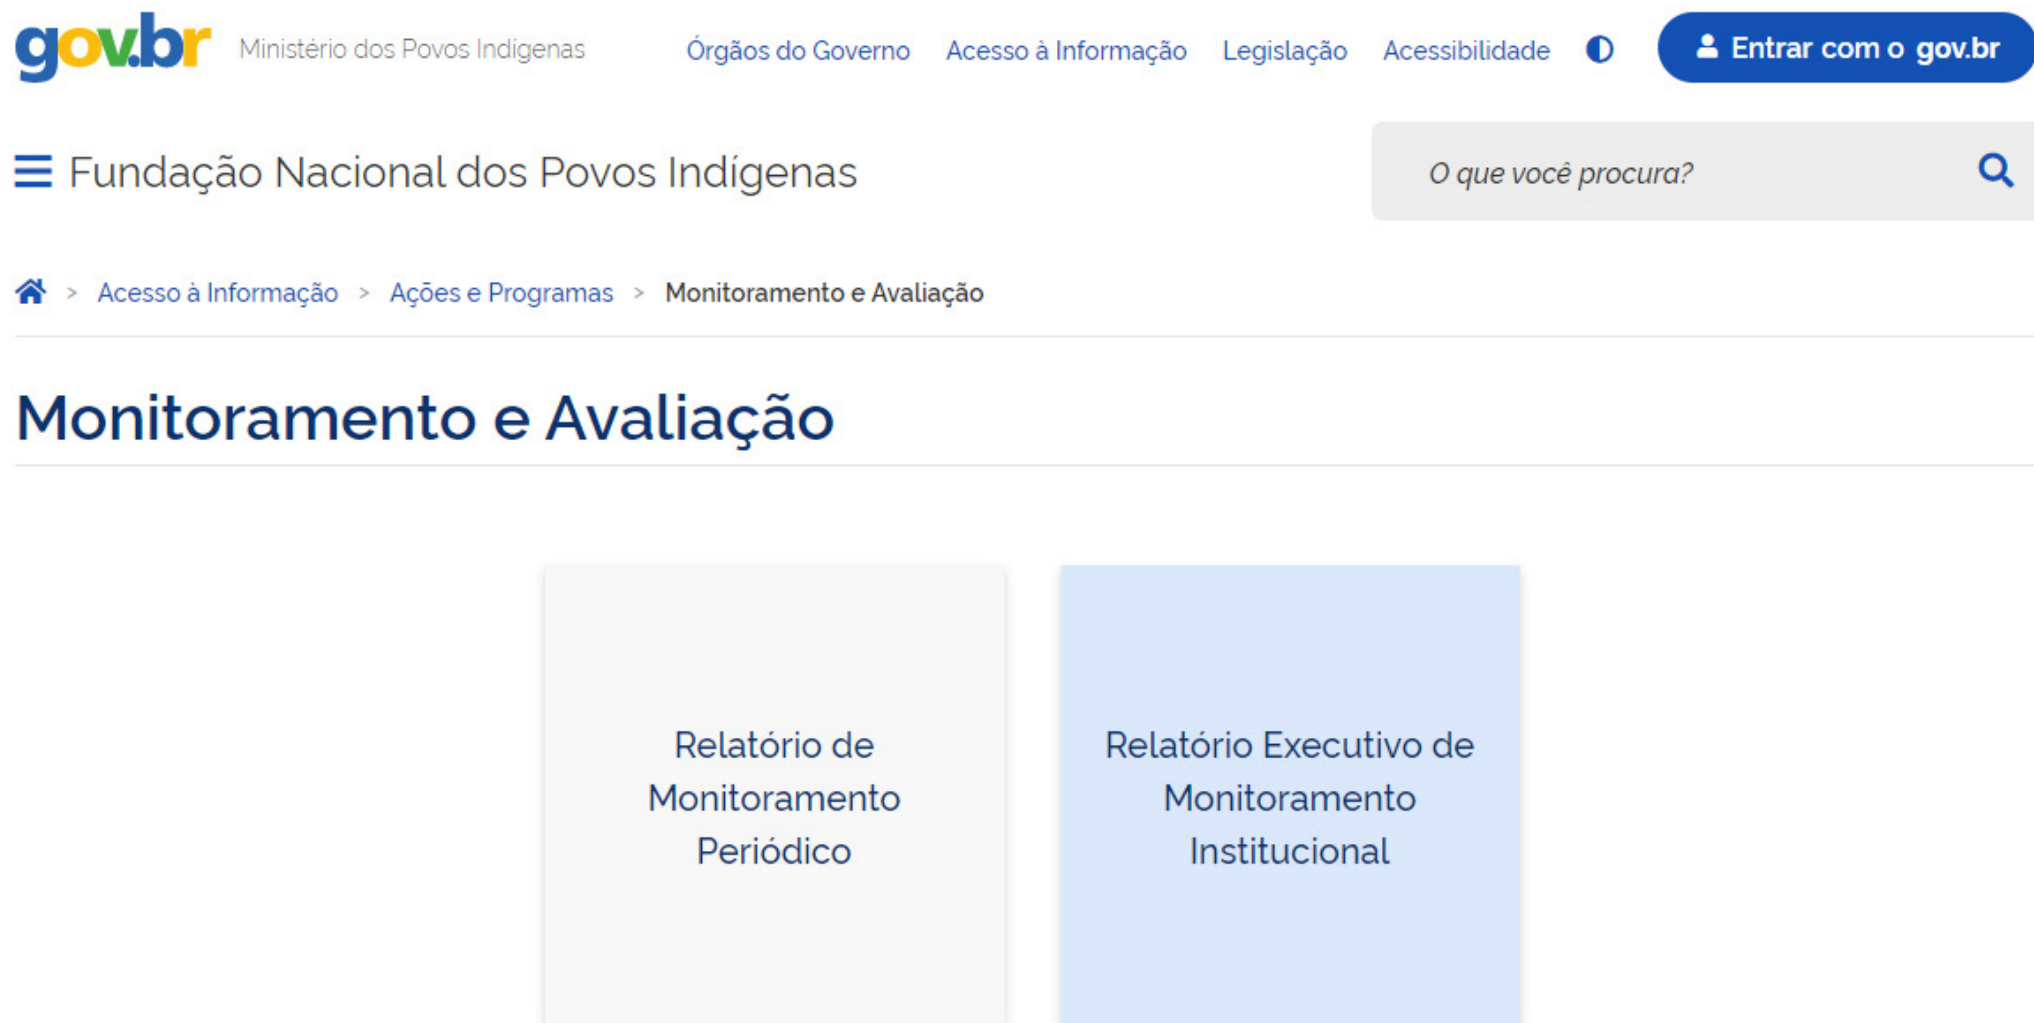 gov.br Ministério dos Povos Indígenas Órgãos do Governo Acesso à Informação Legislação Acessibilidade Entrar com o gov.br
Fundação Nacional dos Povos Indígenas O que você procura?
> Acesso à Informação > Ações e Programas > Monitoramento e Avaliação
Monitoramento e Avaliação
Relatório de
Monitoramento
Periódico
Relatório Executivo de
Monitoramento
Institucional